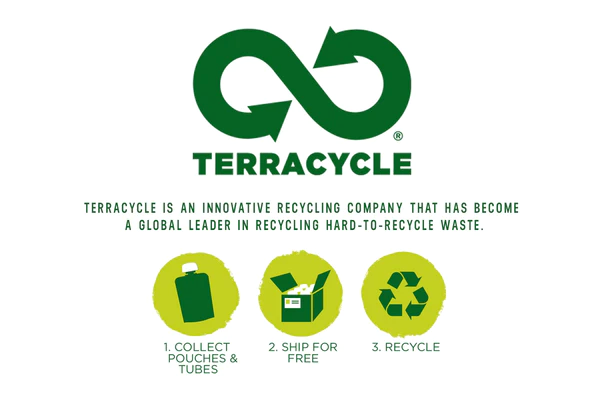 ®
TERRACYCLE
TERRACYCLE IS AN INNOVATIVE RECYCLING COMPANY THAT HAS BECOME
A GLOBAL LEADER IN RECYCLING HARD-TO-RECYCLE WASTE.
1. COLLECT
POUCHES &
TUBES
2. SHIP FOR
FREE
3. RECYCLE